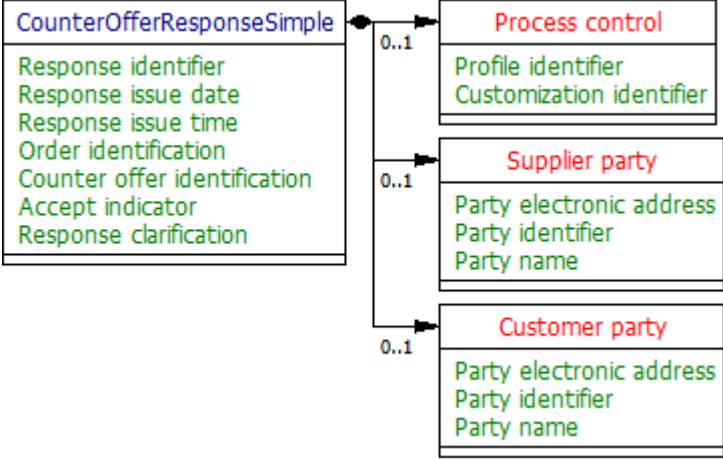 CounterOfferResponseSimple
Response identifier
Response issue date
Response issue time
Order identification
Counter offer identification
Accept indicator
Response clarification
0..1
Process control
Profile identifier
Customization identifier
0..1
Supplier party
Party electronic address
Party identifier
Party name
0..1
Customer party
Party electronic address
Party identifier
Party name